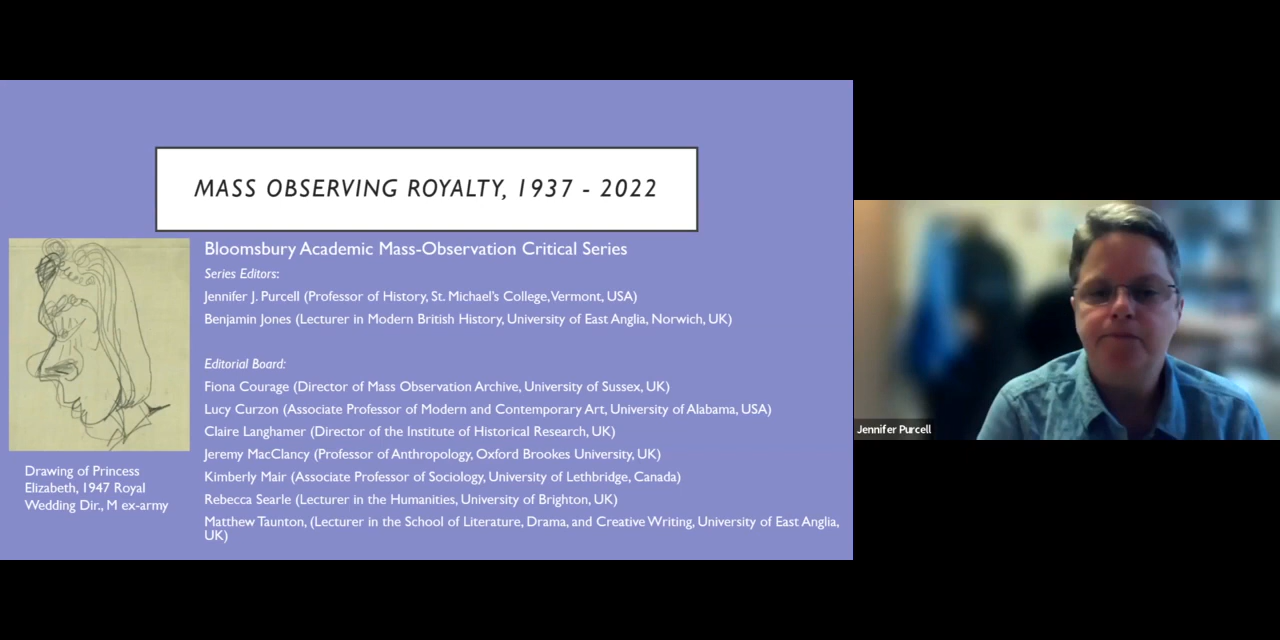 MASS OBSERVING ROYALTY, 1937 - 2022
Bloomsbury Academic Mass-Observation Critical Series
Series Editors:
Jennifer J. Purcell (Professor of History, St. Michael's College, Vermont, USA)
Benjamin Jones (Lecturer in Modern British History, University of East Anglia, Norwich, UK)
Editorial Board:
Fiona Courage (Director of Mass Observation Archive, University of Sussex, UK)
Lucy Curzon (Associate Professor of Modern and Contemporary Art, University of Alabama, USA)
Claire Langhamer (Director of the Institute of Historical Research, UK)
Jeremy MacClancy (Professor of Anthropology, Oxford Brookes University, UK)
Kimberly Mair (Associate Professor of Sociology, University of Lethbridge, Canada)
Rebecca Searle (Lecturer in the Humanities, University of Brighton, UK)
Matthew Taunton, (Lecturer in the School of Literature, Drama, and Creative Writing, University of East Anglia,
UK)
Drawing of Princess
Elizabeth, 1947 Royal
Wedding Dir., M ex-army
Jennifer Purcell